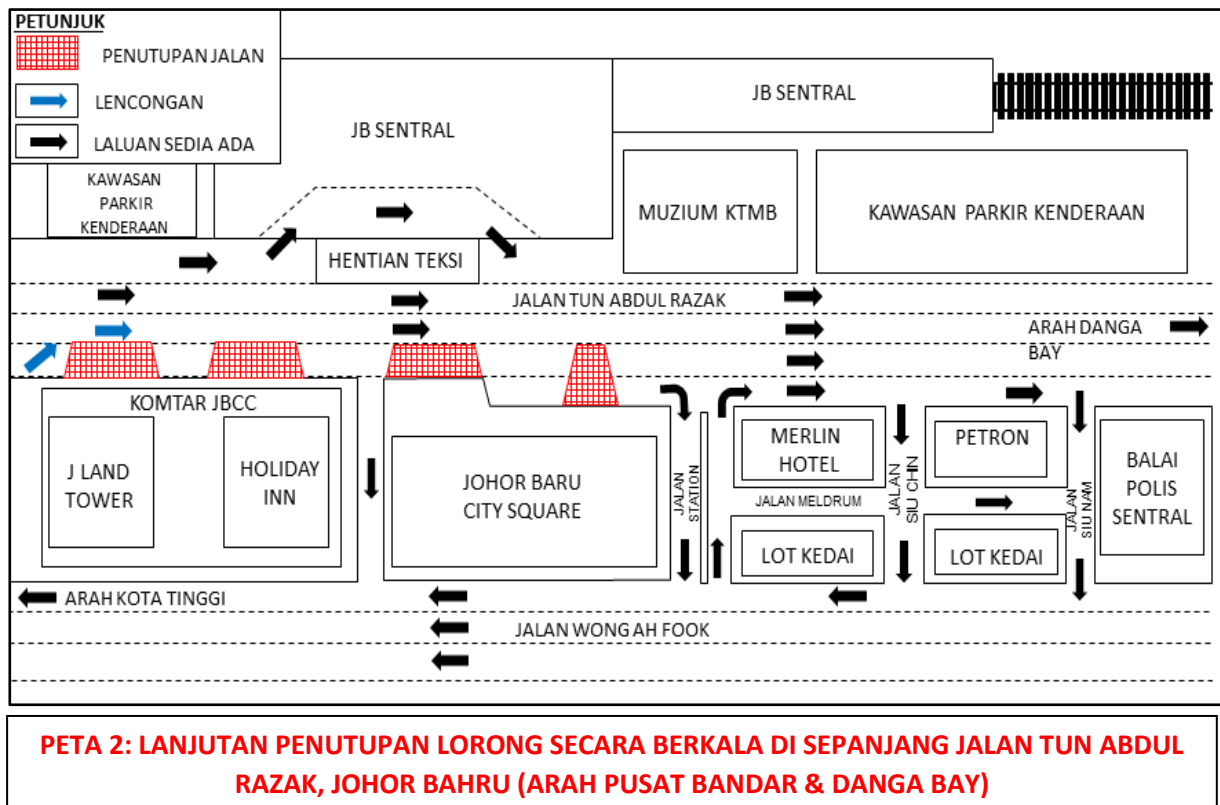 PETUNJUK
PENUTUPAN JALAN
LENCONGAN
LALUAN SEDIA ADA
JB SENTRAL
JB SENTRAL
KAWASAN
PARKIR
KENDERAAN
MUZIUM KTMB
KAWASAN PARKIR KENDERAAN
HENTIAN TEKSI
JALAN TUN ABDUL RAZAK
ARAH DANGA
BAY
KOMTAR JBCC
J LAND
TOWER
HOLIDAY
INN
JOHOR BARU
CITY SQUARE
JALAN
STATION
MERLIN
HOTEL
JALAN MELDRUM
LOT KEDAI
JALAN
SIU CHIN
PETRON
LOT KEDAI
JALAN
SIU NAM
BALAI
POLIS
SENTRAL
ARAH KOTA TINGGI
JALAN WONG AH FOOK
PETA 2: LANJUTAN PENUTUPAN LORONG SECARA BERKALA DI SEPANJANG JALAN TUN ABDUL
RAZAK, JOHOR BAHRU (ARAH PUSAT BANDAR & DANGA BAY)